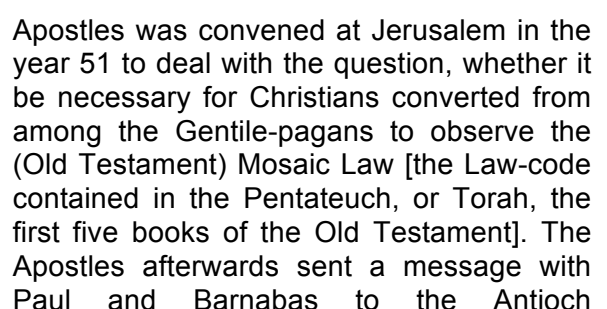 Apostles was convened at Jerusalem in the
year 51 to deal with the question, whether it
be necessary for Christians converted from
among the Gentile-pagans to observe the
(Old Testament) Mosaic Law [the Law-code
contained in the Pentateuch, or Torah, the
first five books of the Old Testament]. The
Apostles afterwards sent a message with
Paul and Barnabas to the Antioch